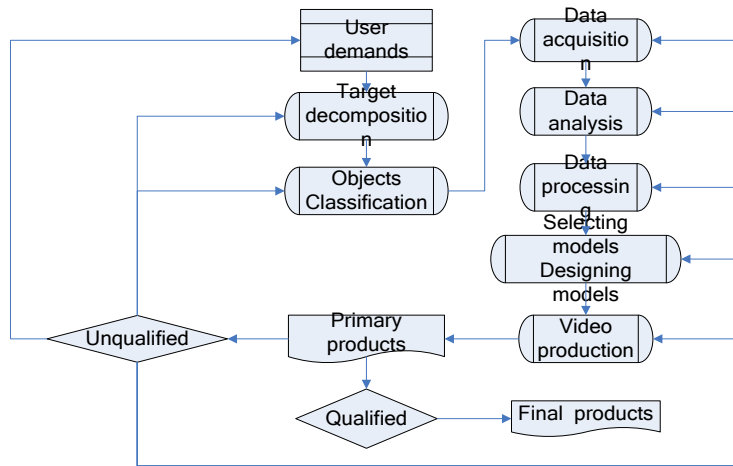 User
demands
Target
decompositio
n
Objects
Classification
Data
acquisitio
n
Data
analysis
Data
processin
g
Selecting
models
Designing
models
Video
production
Primary
products
Unqualified
Qualified
Final products